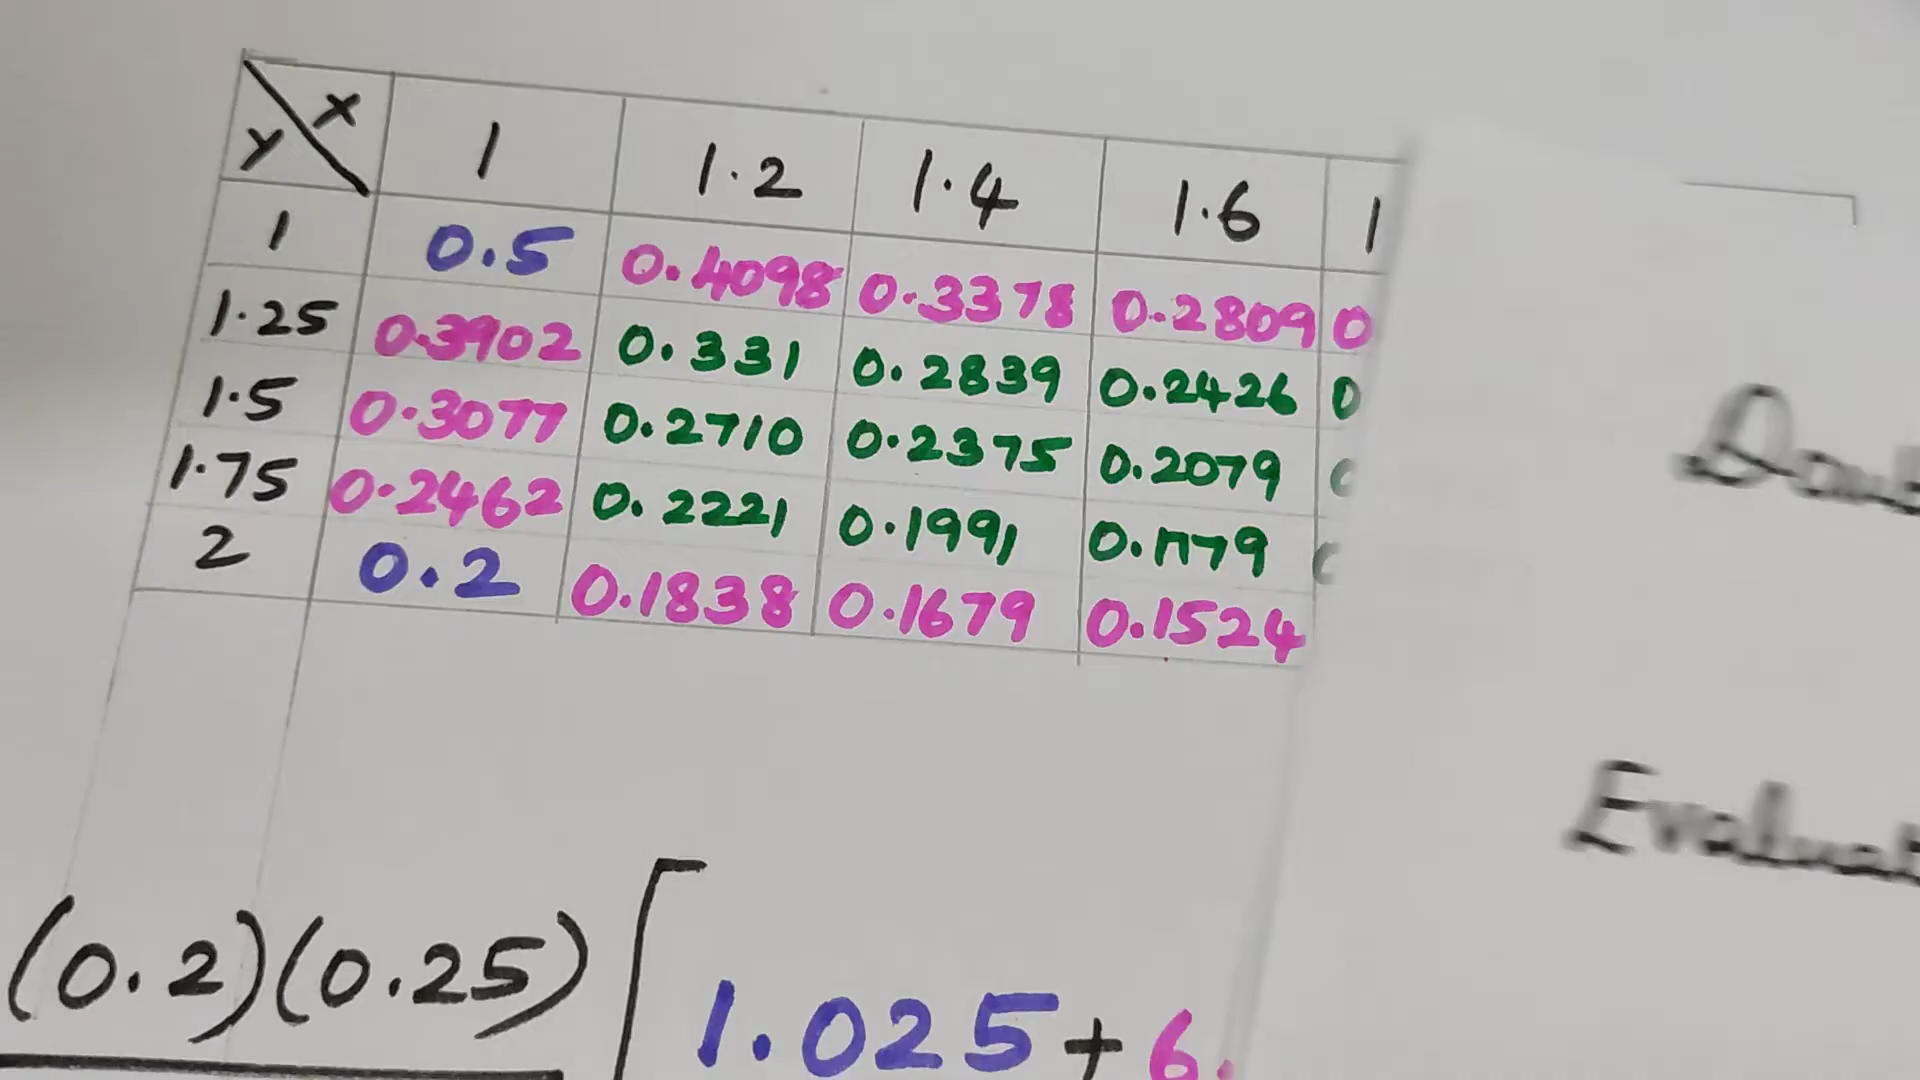 x
y
1 1.2 1.4 1.6 1
1 0.5 0.4098 0.3378 0.2809 0
1.25 0.3902 0.331 0.2839 0.2426 0
1.5 0.3077 0.2710 0.2375 0.2079
1.75 0.2462 0.2221 0.1991 0.1779
2 0.2 0.1838 0.1679 0.1524
(0.2)(0.25) [ 1.025 + 6.